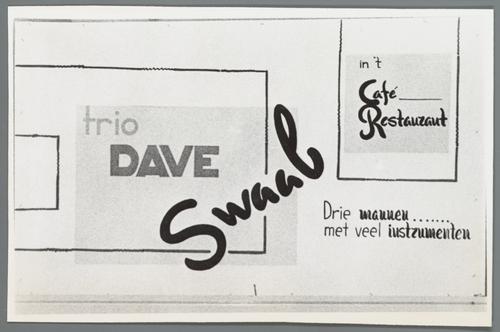 trio
DAVE
Swaab
in 't
Café
Restaurant
Drie mannen.......
met veel instrumenten